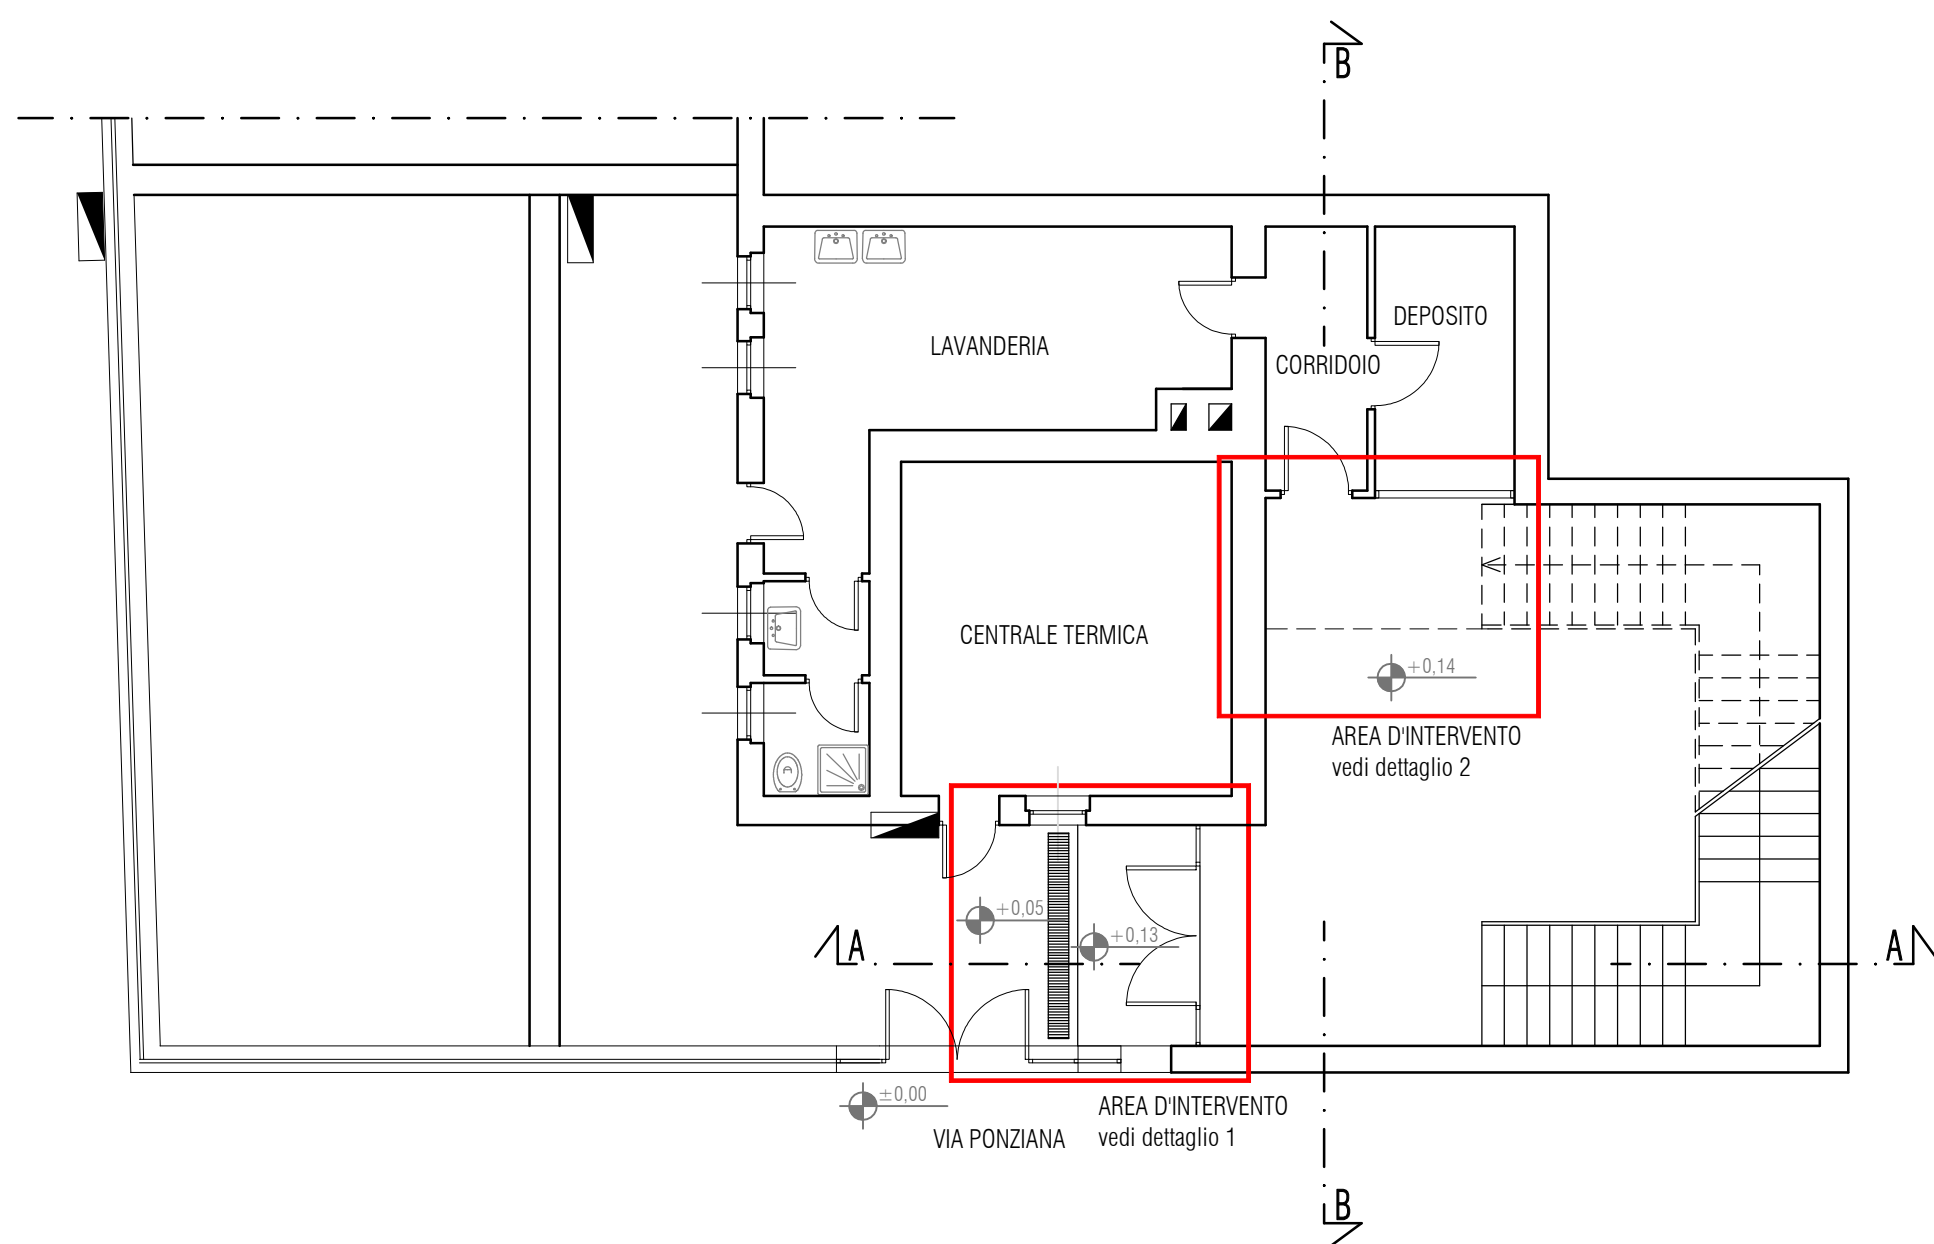 B
DEPOSITO
LAVANDERIA
CORRIDOIO
CENTRALE TERMICA
+0,14
AREA D'INTERVENTO
vedi dettaglio 2
+0,05
+0,13
A
A
±0,00
AREA D'INTERVENTO
VIA PONZIANA
vedi dettaglio 1
B